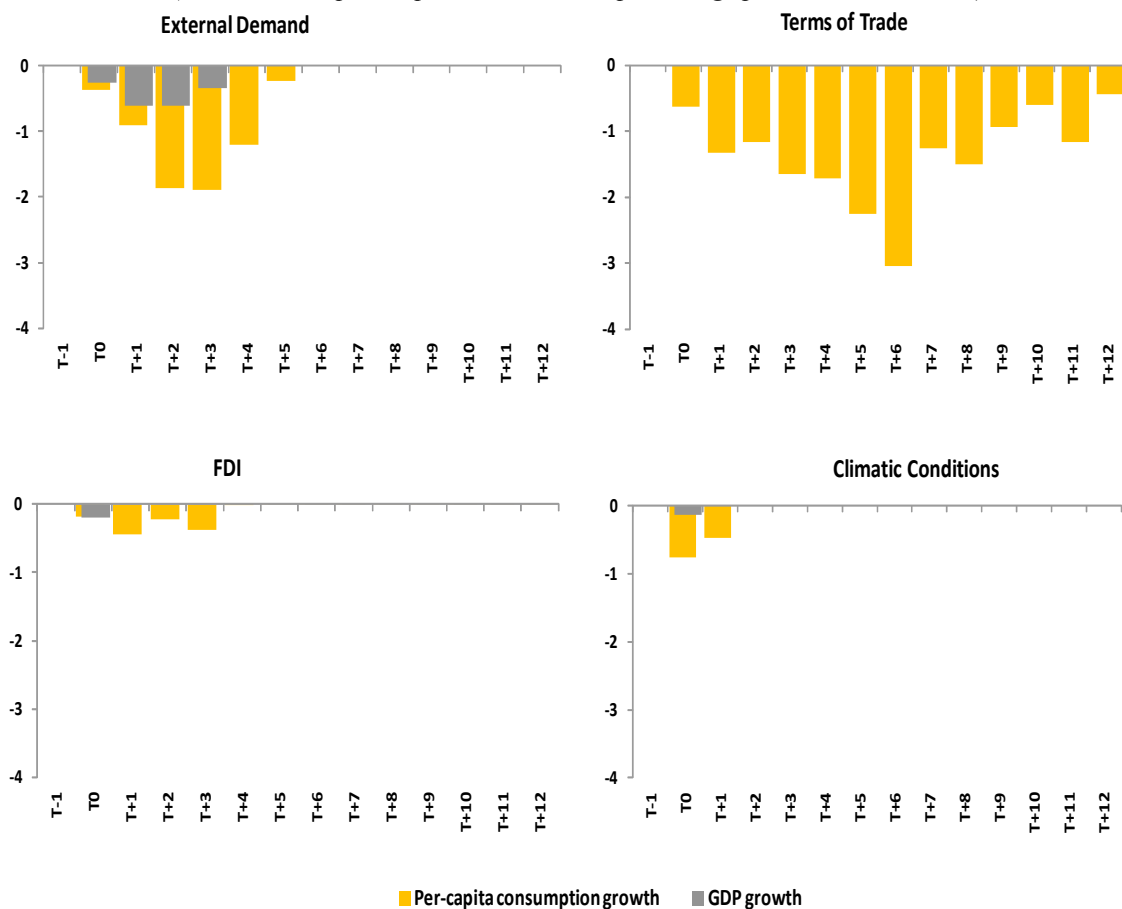 External Demand
0
-1
-2
-3
-4
T-1 T0 T+1 T+2 T+3 T+4 T+5 T+6 T+7 T+8 T+9 T+10 T+11 T+12
Terms of Trade
0
-1
-2
-3
-4
T-1 T0 T+1 T+2 T+3 T+4 T+5 T+6 T+7 T+8 T+9 T+10 T+11 T+12
FDI
0
-1
-2
-3
-4
T-1 T0 T+1 T+2 T+3 T+4 T+5 T+6 T+7 T+8 T+9 T+10 T+11 T+12
Climatic Conditions
0
-1
-2
-3
-4
T-1 T0 T+1 T+2 T+3 T+4 T+5 T+6 T+7 T+8 T+9 T+10 T+11 T+12
Per-capita consumption growth GDP growth